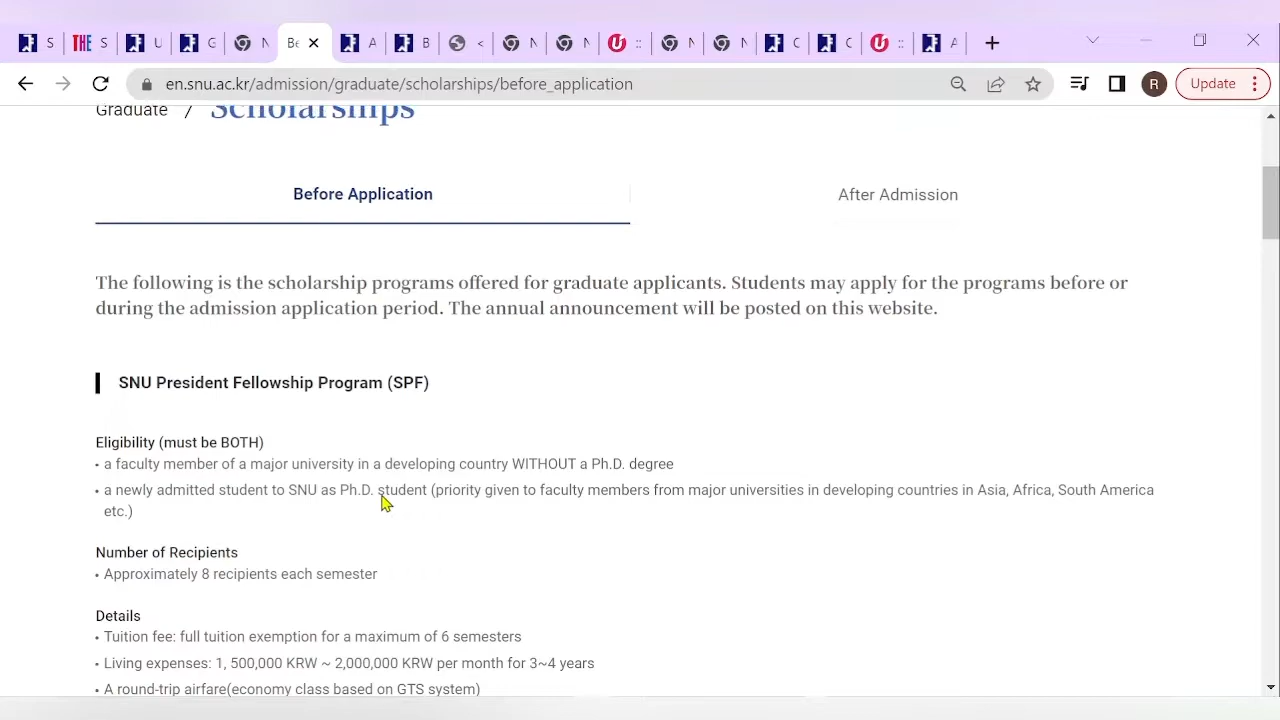 S
THE S
U
G
N
Be
A
B
<
N
N
::
N
N
C
C
::
A
en.snu.ac.kr/admission/graduate/scholarships/before_application
R
Update
Graduate / Scholarships
Before Application
After Admission
The following is the scholarship programs offered for graduate applicants. Students may apply for the programs before or
during the admission application period. The annual announcement will be posted on this website.
SNU President Fellowship Program (SPF)
Eligibility (must be BOTH)
• a faculty member of a major university in a developing country WITHOUT a Ph.D. degree
• a newly admitted student to SNU as Ph.D. student (priority given to faculty members from major universities in developing countries in Asia, Africa, South America
etc.)
Number of Recipients
• Approximately 8 recipients each semester
Details
• Tuition fee: full tuition exemption for a maximum of 6 semesters
• Living expenses: 1, 500,000 KRW ~ 2,000,000 KRW per month for 3~4 years
• A round-trip airfare(economy class based on GTS system)